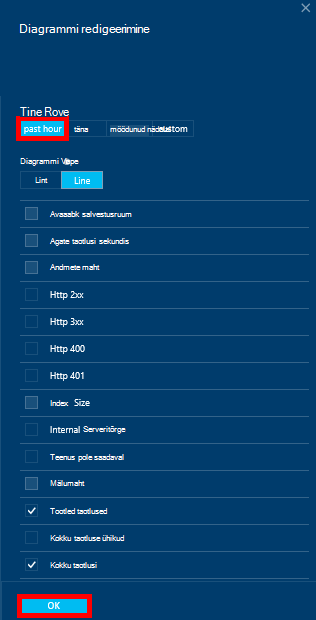 Diagrammi redigeerimine
Tine Rove
past hour täna möödunud nädal custom
Diagrammi
Lint Line
Avaaabk salvestusruum
Agate taotlusi sekundis
Andmete maht
Http 2xx
Http 3xx
Http 400
Http 401
Index Size
Internal Serveritõrge
Teenus pole saadaval
Mälumaht
Tootled taotlused
Kokku taotluse ühikud
Kokku taotlusi
OK